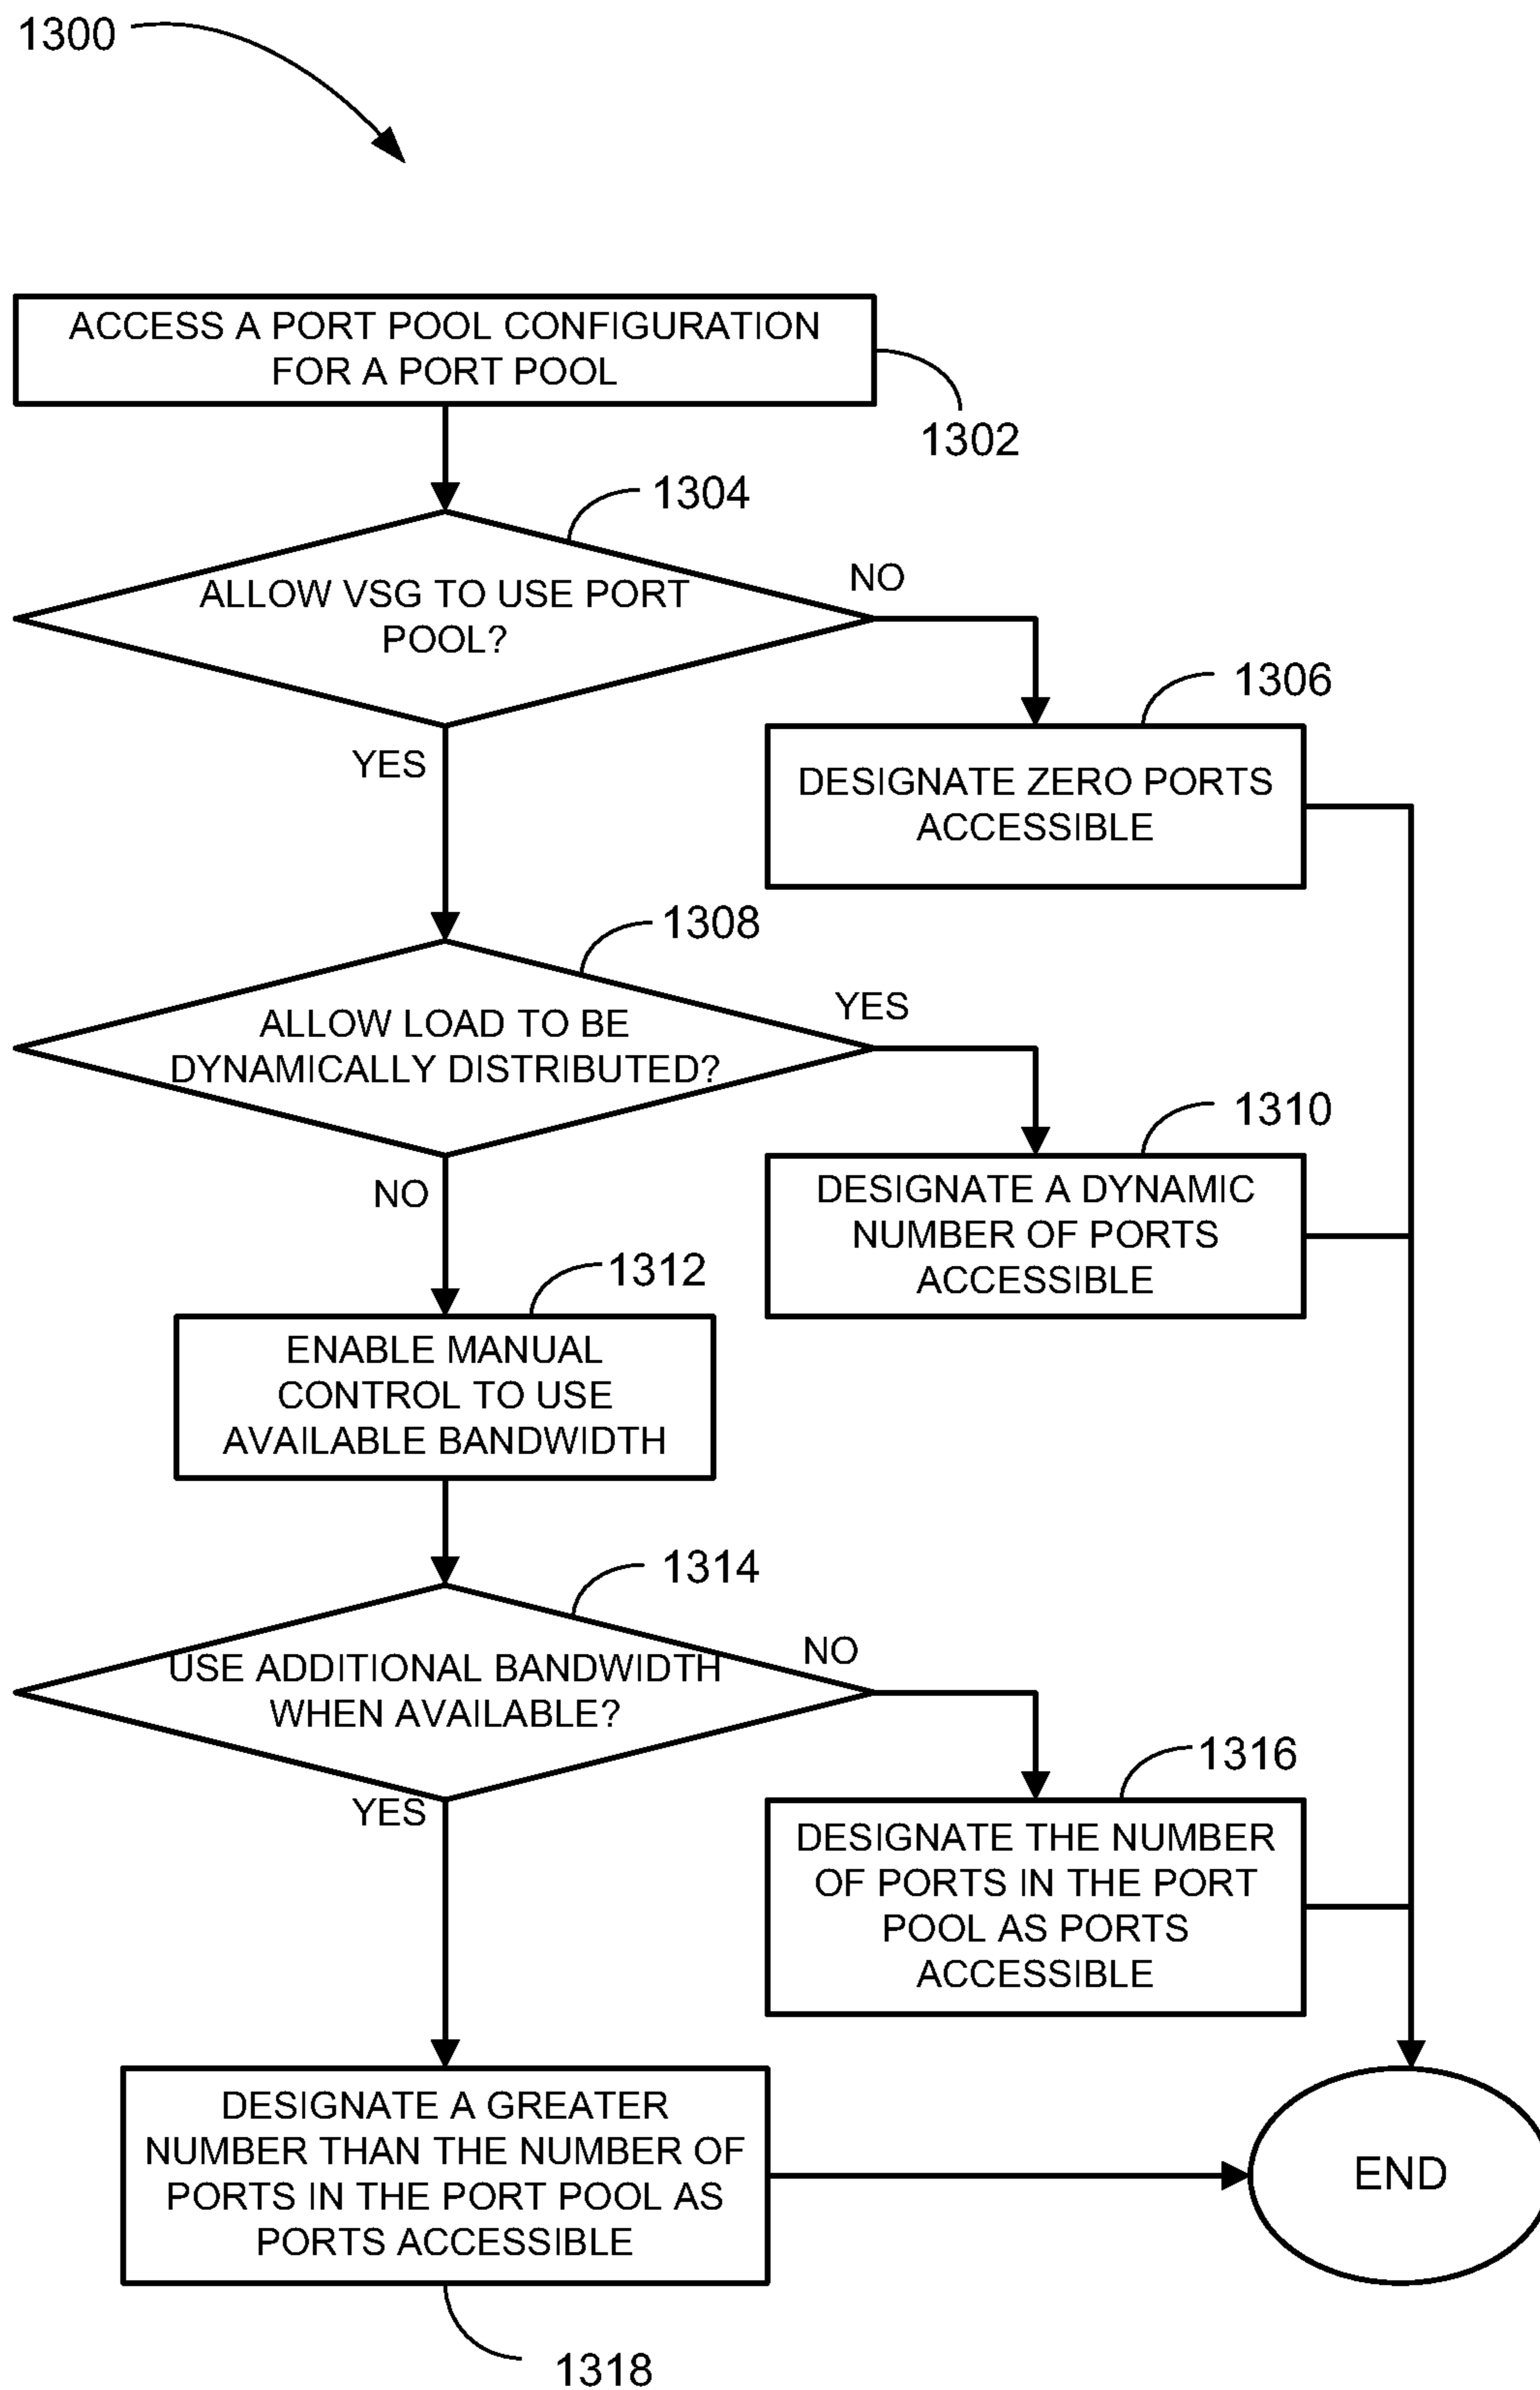 1300
ACCESS A PORT POOL CONFIGURATION
FOR A PORT POOL
1302
1304
ALLOW VSG TO USE PORT
POOL?
NO
1306
YES
DESIGNATE ZERO PORTS
ACCESSIBLE
1308
ALLOW LOAD TO BE
DYNAMICALLY DISTRIBUTED?
YES
1310
NO
DESIGNATE A DYNAMIC
NUMBER OF PORTS
ACCESSIBLE
1312
ENABLE MANUAL
CONTROL TO USE
AVAILABLE BANDWIDTH
1314
USE ADDITIONAL BANDWIDTH
WHEN AVAILABLE?
NO
1316
YES
DESIGNATE THE NUMBER
OF PORTS IN THE PORT
POOL AS PORTS
ACCESSIBLE
DESIGNATE A GREATER
NUMBER THAN THE NUMBER OF
PORTS IN THE PORT POOL AS
PORTS ACCESSIBLE
END
1318